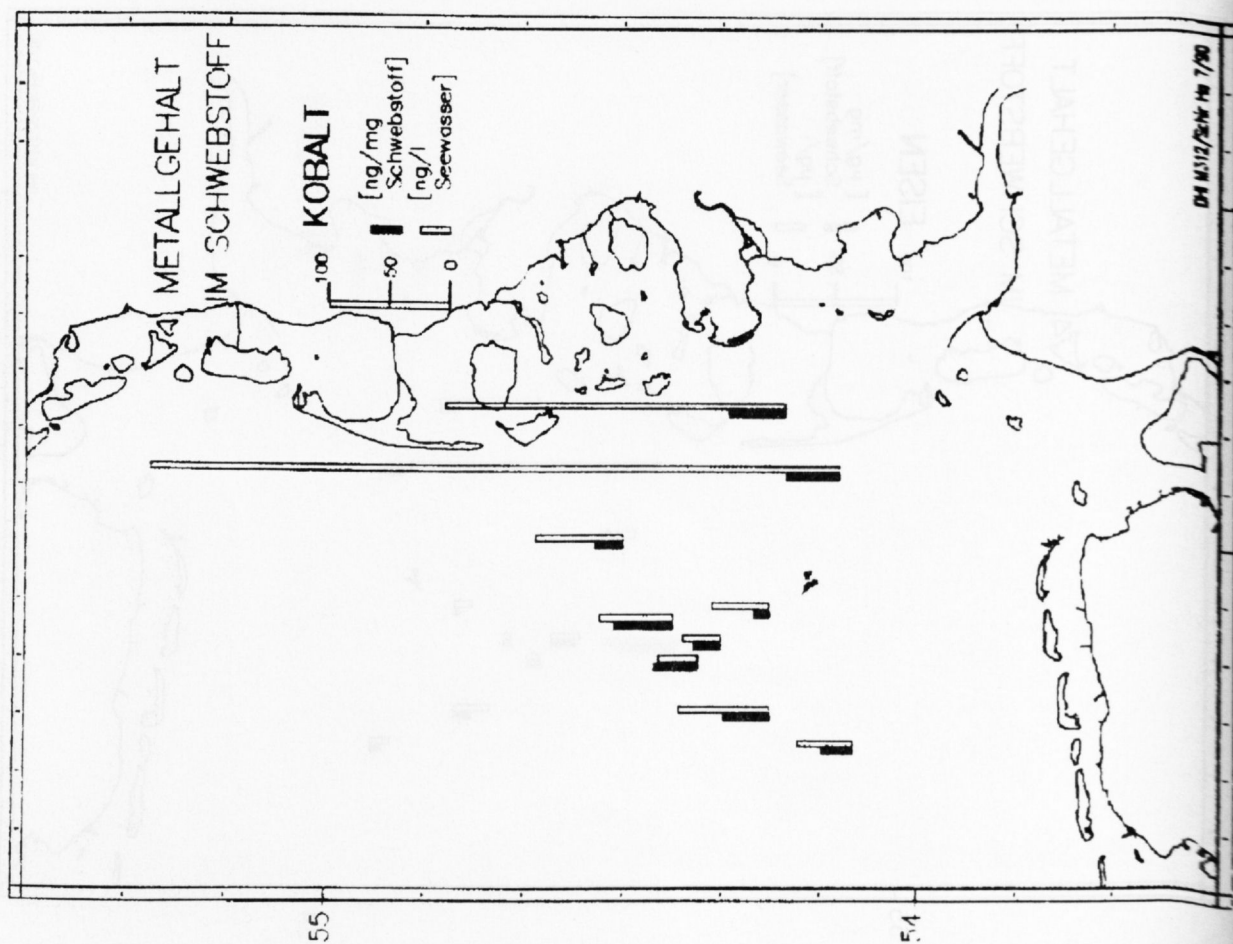 METALLGEHALT
IM SCHWEBSTOFF
KOBALT
[ng/mg
Schwebstoff]
[ng/l
Seewasser]
100
50
0
55
54